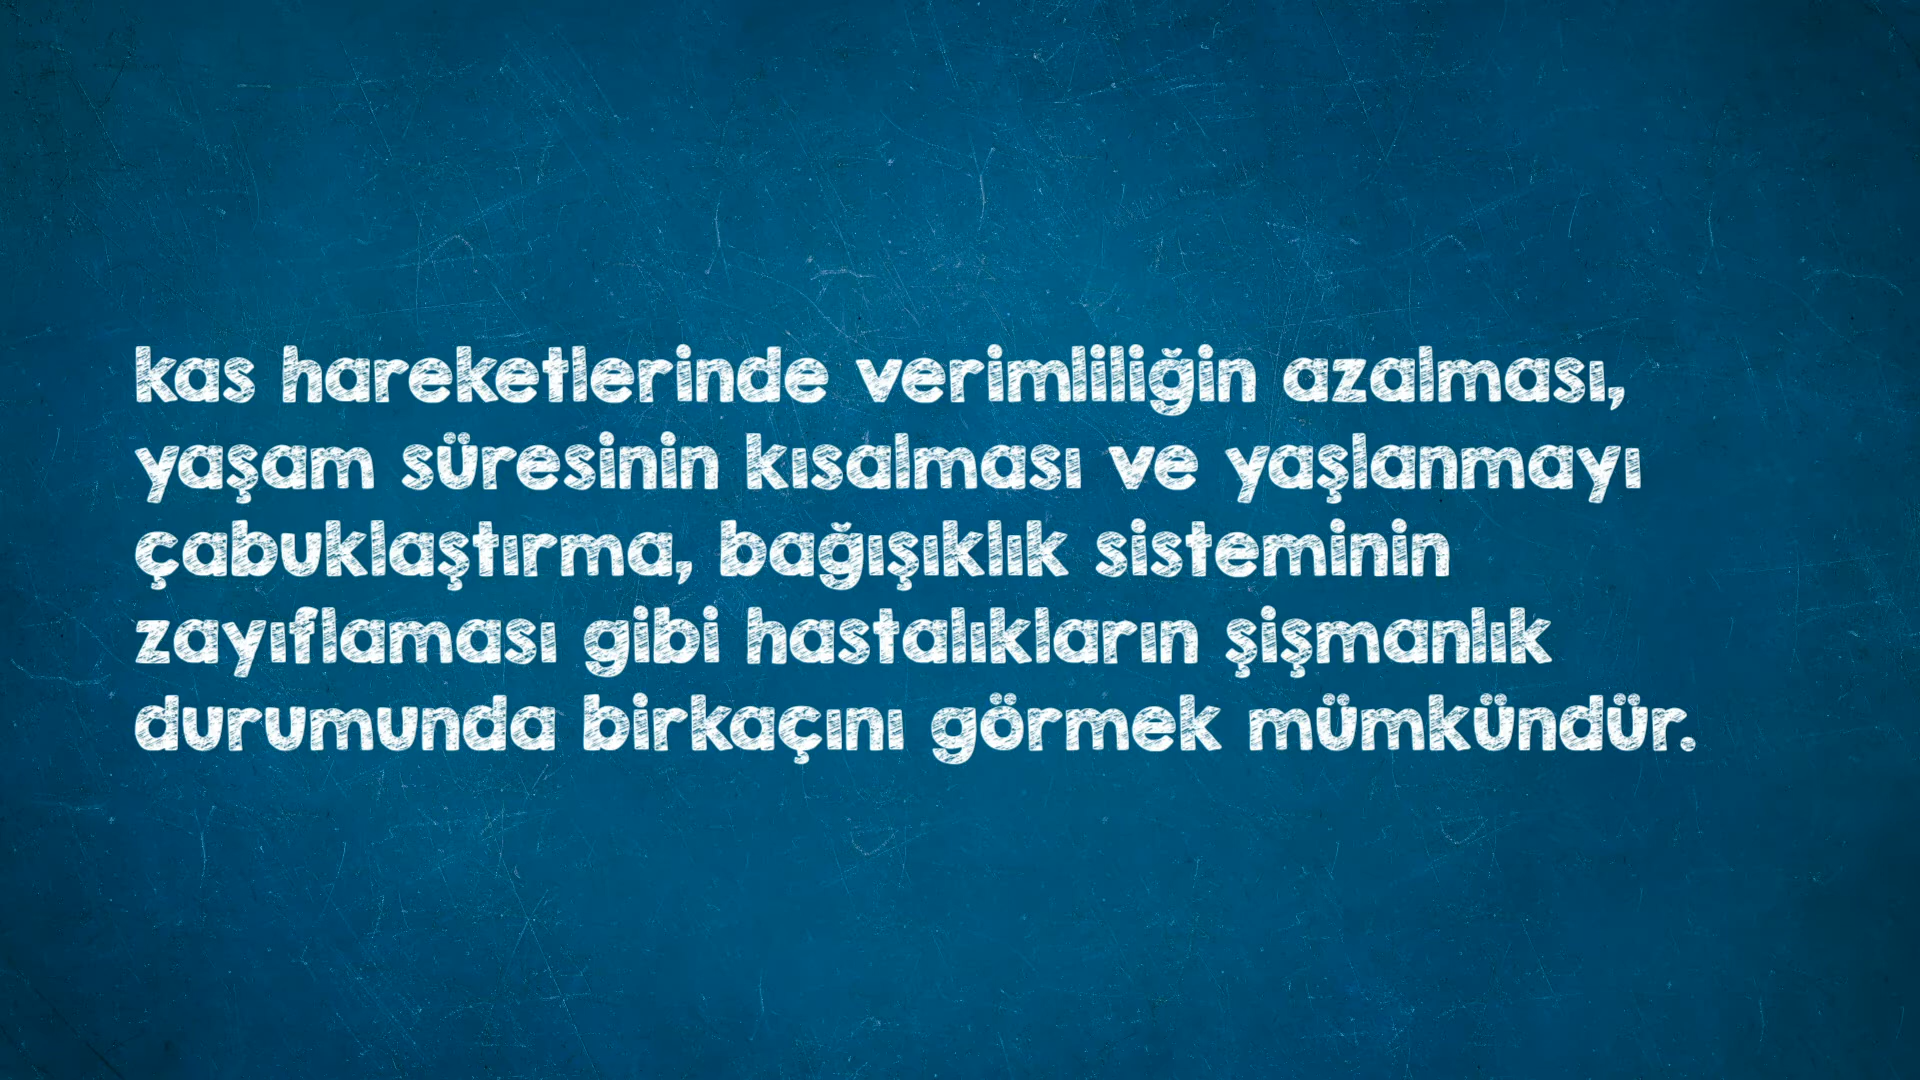 kas hareketlerinde verimliliğin azalması,
yaşam süresinin kısalması ve yaşlanmayı
çabuklaştırma, bağışıklık sisteminin
zayıflaması gibi hastalıkların şişmanlık
durumunda birkaçını görmek mümkündür.